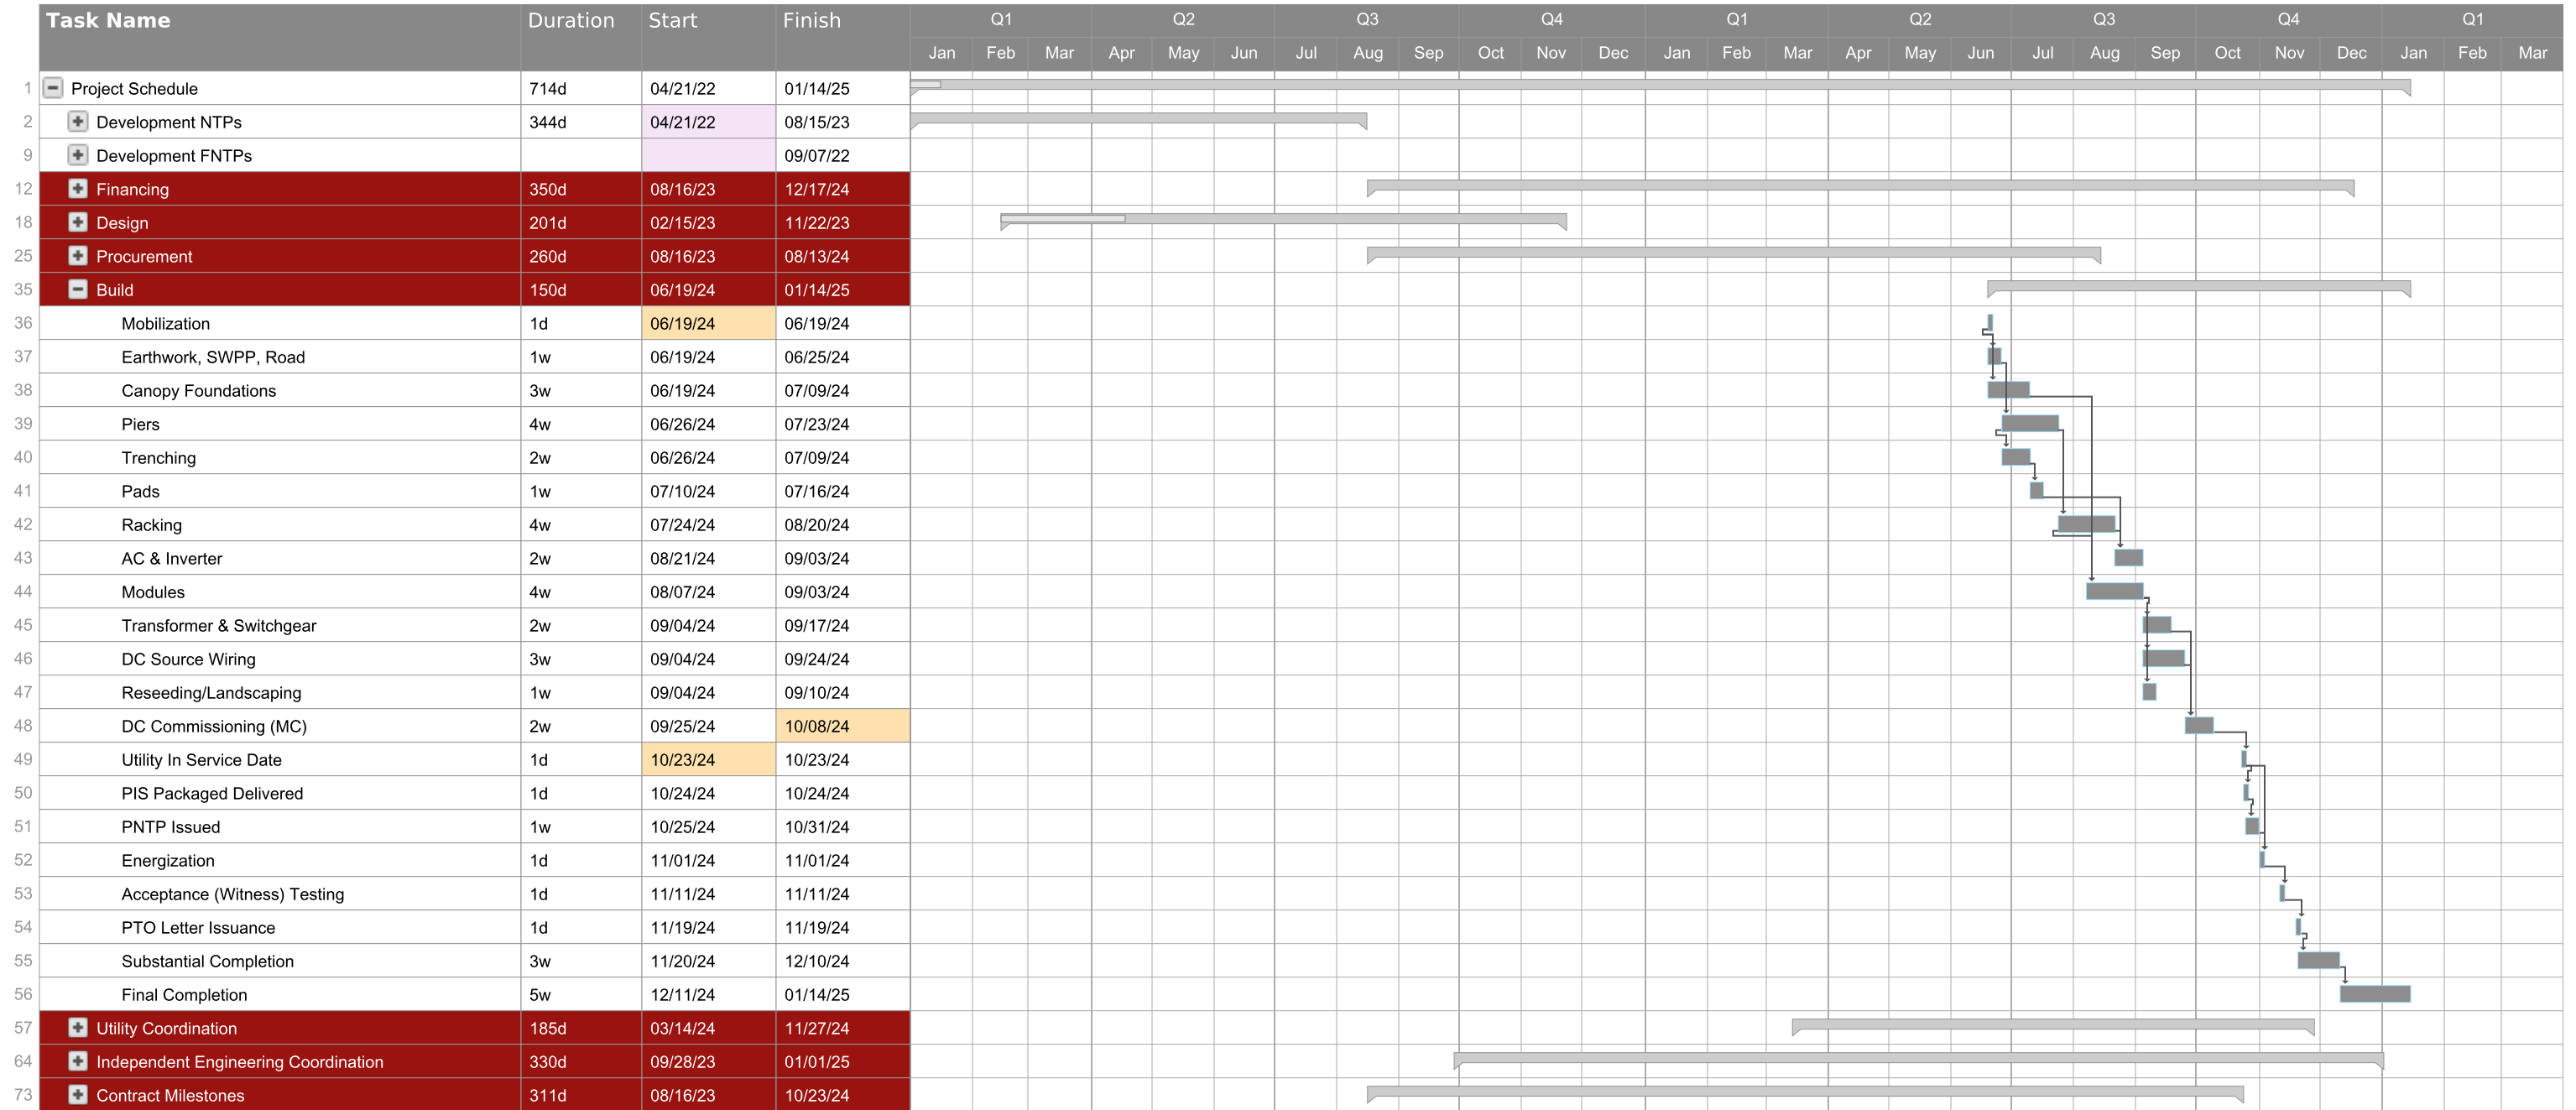 Task Name Duration Start Finish Q1 Q2 Q3 Q4 Q1 Q2 Q3 Q4 Q1
Jan Feb Mar Apr May Jun Jul Aug Sep Oct Nov Dec Jan Feb Mar Apr May Jun Jul Aug Sep Oct Nov Dec Jan Feb Mar
1 Project Schedule 714d 04/21/22 01/14/25
2 Development NTPs 344d 04/21/22 08/15/23
9 Development FNTPs 09/07/22
12 Financing 350d 08/16/23 12/17/24
18 Design 201d 02/15/23 11/22/23
25 Procurement 260d 08/16/23 08/13/24
35 Build 150d 06/19/24 01/14/25
36 Mobilization 1d 06/19/24 06/19/24
37 Earthwork, SWPP, Road 1w 06/19/24 06/25/24
38 Canopy Foundations 3w 06/19/24 07/09/24
39 Piers 4w 06/26/24 07/23/24
40 Trenching 2w 06/26/24 07/09/24
41 Pads 1w 07/10/24 07/16/24
42 Racking 4w 07/24/24 08/20/24
43 AC & Inverter 2w 08/21/24 09/03/24
44 Modules 4w 08/07/24 09/03/24
45 Transformer & Switchgear 2w 09/04/24 09/17/24
46 DC Source Wiring 3w 09/04/24 09/24/24
47 Reseeding/Landscaping 1w 09/04/24 09/10/24
48 DC Commissioning (MC) 2w 09/25/24 10/08/24
49 Utility In Service Date 1d 10/23/24 10/23/24
50 PIS Packaged Delivered 1d 10/24/24 10/24/24
51 PNTP Issued 1w 10/25/24 10/31/24
52 Energization 1d 11/01/24 11/01/24
53 Acceptance (Witness) Testing 1d 11/11/24 11/11/24
54 PTO Letter Issuance 1d 11/19/24 11/19/24
55 Substantial Completion 3w 11/20/24 12/10/24
56 Final Completion 5w 12/11/24 01/14/25
57 Utility Coordination 185d 03/14/24 11/27/24
64 Independent Engineering Coordination 330d 09/28/23 01/01/25
73 Contract Milestones 311d 08/16/23 10/23/24